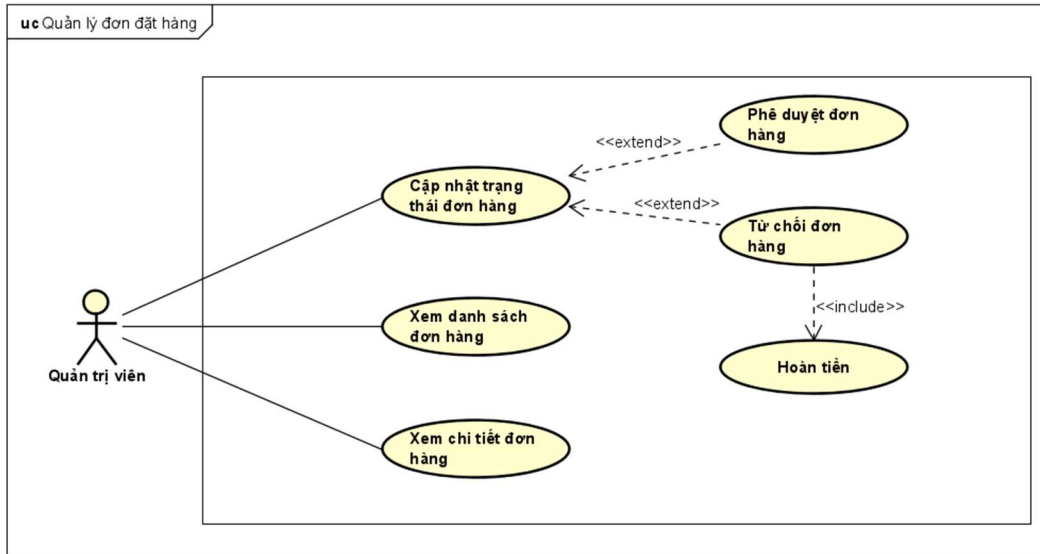 uc Quản lý đơn đặt hàng
Phê duyệt đơn
hàng
<<extend>>
Cập nhật trạng
thái đơn hàng
<<extend>>
Từ chối đơn
hàng
<<include>>
Xem danh sách
đơn hàng
Hoàn tiền
Quản trị viên
Xem chi tiết đơn
hàng